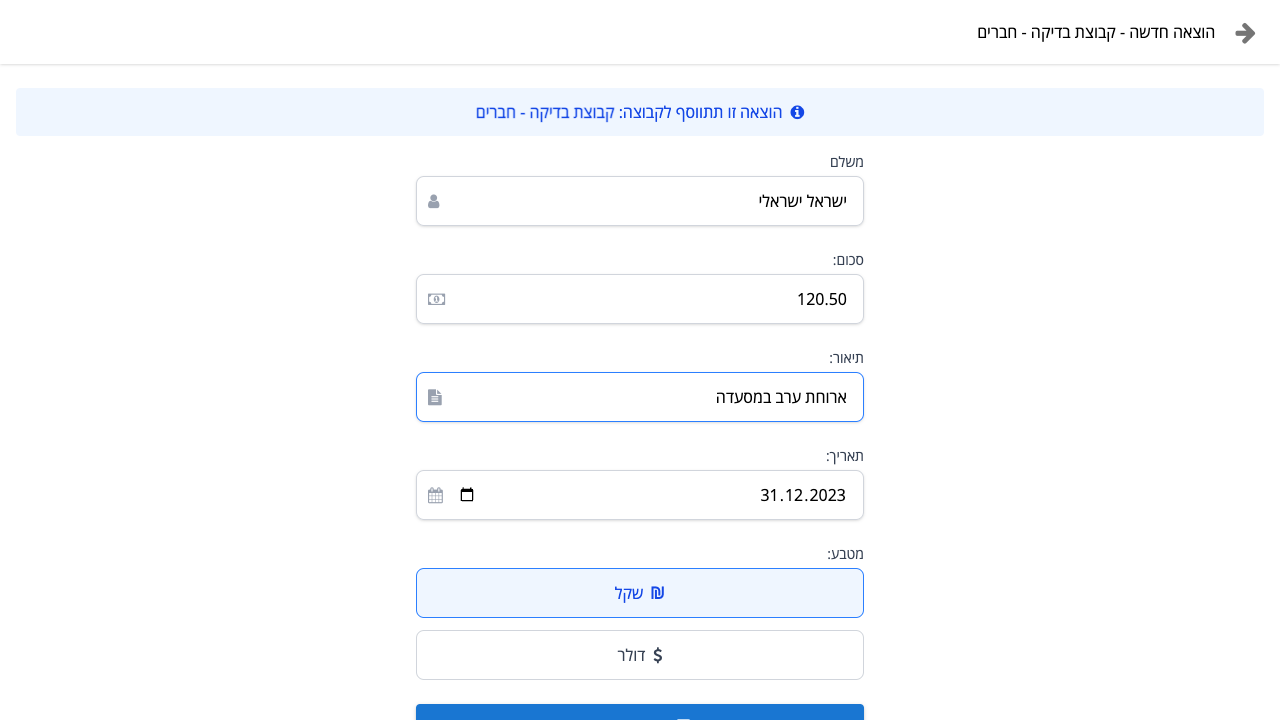 הוצאה חדשה - קבוצת בדיקה - חברים
הוצאה זו תתווסף לקבוצה: קבוצת בדיקה - חברים
משלם
ישראל ישראלי
סכום:
120.50
תיאור:
ארוחת ערב במסעדה
תאריך:
31.12.2023
מטבע:
₪ שקל
$ דולר